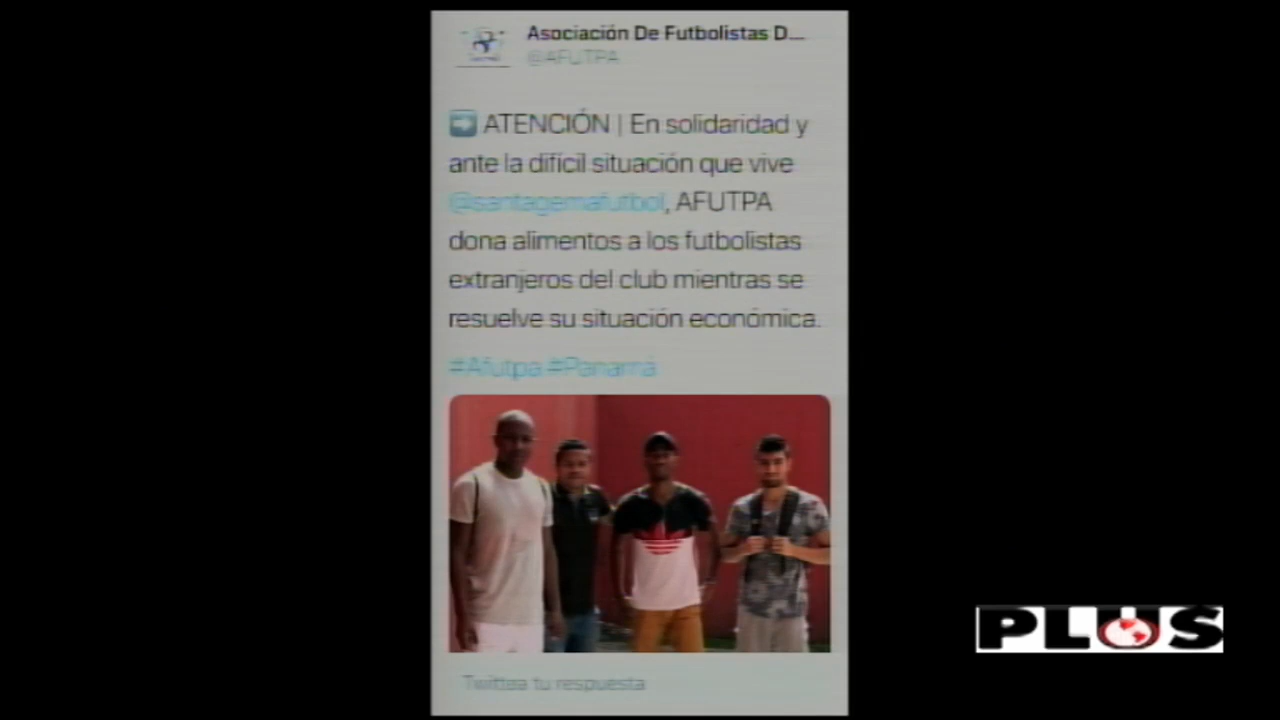 Asociación De Futbolistas D...
@AFUTPA
➡ ATENCIÓN | En solidaridad y
ante la difícil situación que vive
@santagemafutbol, AFUTPA
dona alimentos a los futbolistas
extranjeros del club mientras se
resuelve su situación económica.
#Afutpa #Panamá
Twittea tu respuesta
PLUS